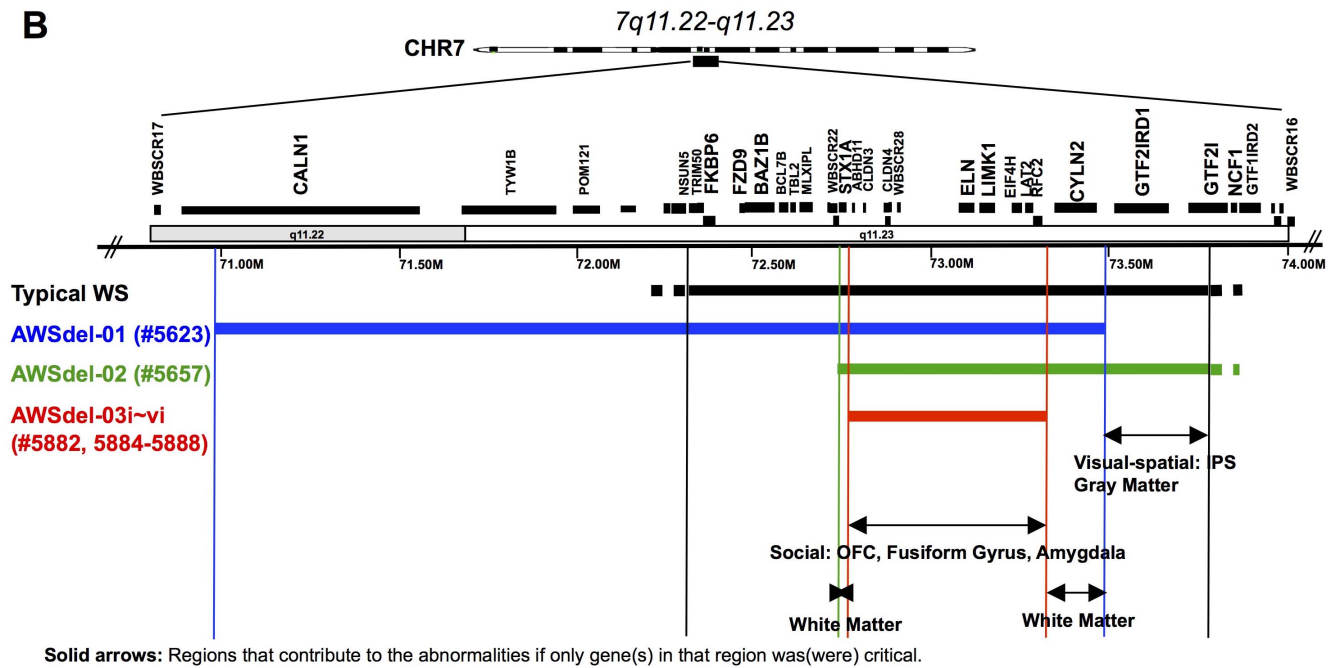 B
7q11.22-q11.23
CHR7
WBSCR17
CALN1
TYW1B
POM121
NSUN5
TRIM50
FKBP6
FZD9
BAZ1B
BCL7B
TBL2
MLXIPL
WBSCR22
STX1A
ABHD11
CLDN3
CLDN4
WBSCR28
ELN
LIMK1
EIF4H
LAT2
RFC2
CYLN2
GTF2IRD1
GTF2I
NCF1
GTF1IRD2
WBSCR16
q11.22 q11.23
71.00M 71.50M 72.00M 72.50M 73.00M 73.50M 74.00M
Typical WS
AWSdel-01 (#5623)
AWSdel-02 (#5657)
AWSdel-03i~vi
(#5882, 5884-5888)
Visual-spatial: IPS
Gray Matter
Social: OFC, Fusiform Gyrus, Amygdala
White Matter
White Matter
Solid arrows: Regions that contribute to the abnormalities if only gene(s) in that region was(were) critical.